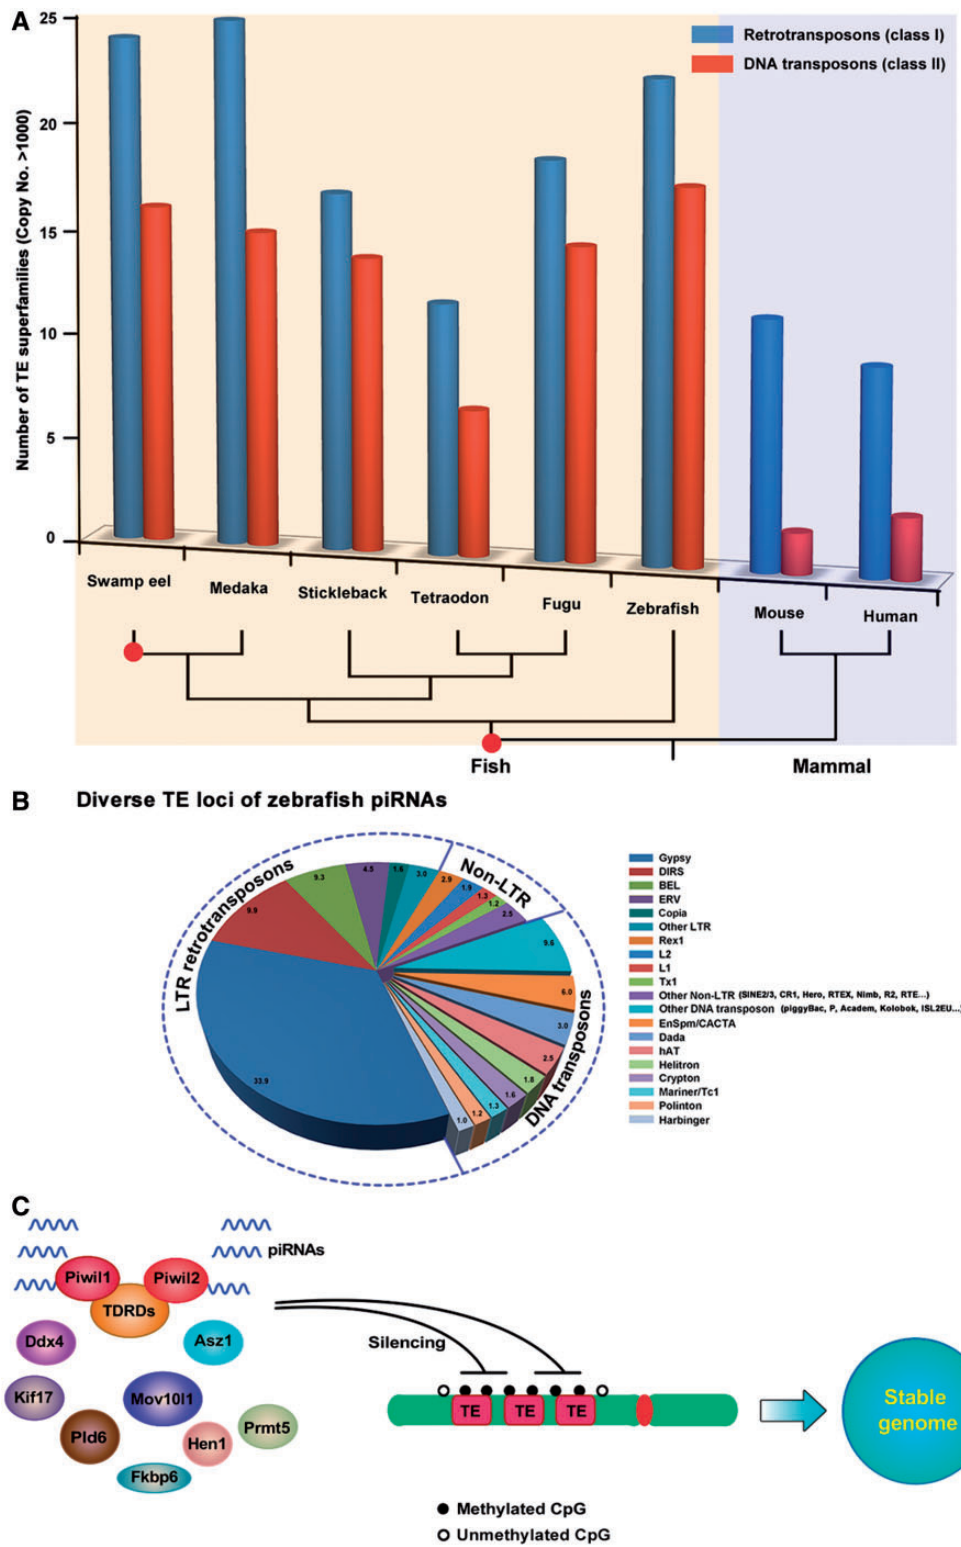 A
25
20
15
10
5
0
Number of TE superfamilies (Copy No. >1000)
Retrotransposons (class I)
DNA transposons (class II)
Swamp eel
Medaka
Stickleback
Tetraodon
Fugu
Zebrafish
Mouse
Human
Fish
Mammal
B
Diverse TE loci of zebrafish piRNAs
LTR retrotransposons
Non-LTR
DNA transposons
33.9
9.9
9.3
4.5
1.6
3.0
2.9
1.9
1.3
1.2
2.5
9.6
6.0
3.0
2.5
1.8
1.6
1.3
1.2
1.0
Gypsy
DIRS
BEL
ERV
Copia
Other LTR
Rex1
L2
L1
Tx1
Other Non-LTR (SINE2/3, CR1, Hero, RTEX, Nimb, R2, RTE...)
Other DNA transposon (piggyBac, P, Academ, Kolobok, ISL2EU...)
EnSpm/CACTA
Dada
hAT
Helitron
Crypton
Mariner/Tc1
Polinton
Harbinger
C
piRNAs
Piwil1
Piwil2
TDRDs
Ddx4
Asz1
Kif17
Mov10l1
Pld6
Hen1
Prmt5
Fkbp6
Silencing
TE
TE
TE
Stable
genome
Methylated CpG
Unmethylated CpG